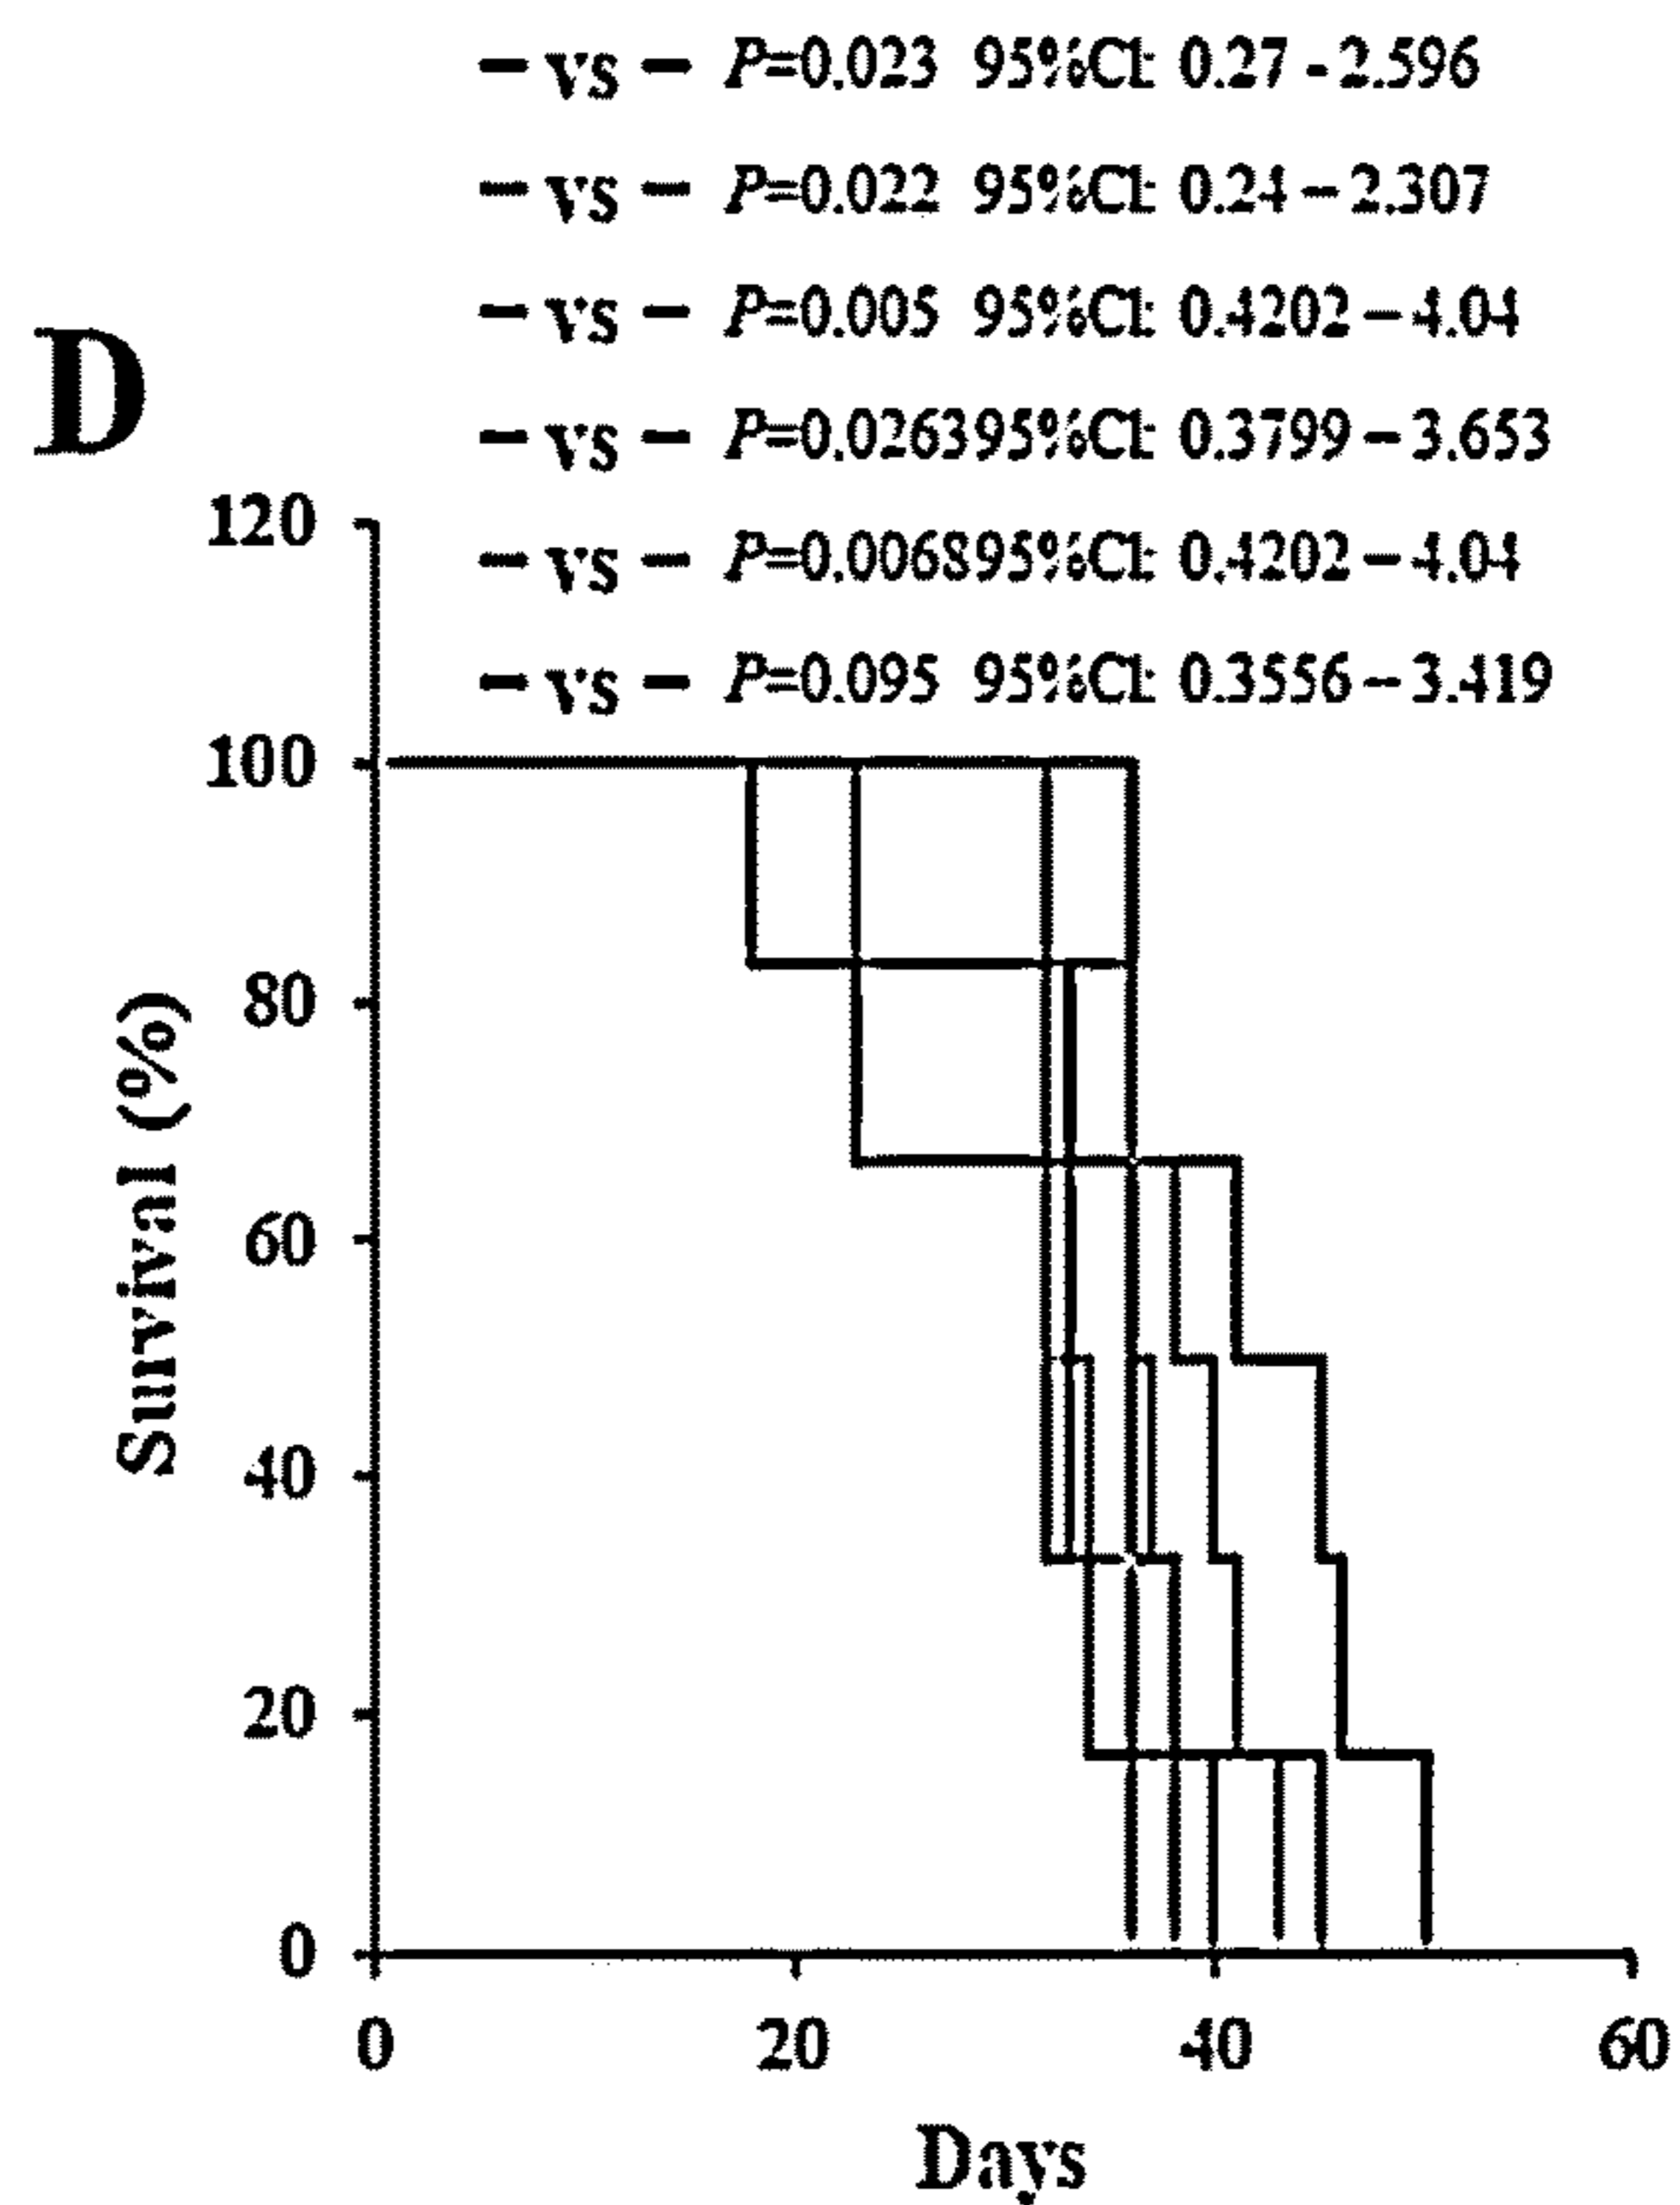 – vs – P=0.023 95%CI: 0.27 - 2.596
– vs – P=0.022 95%CI: 0.24 – 2.307
– vs – P=0.005 95%CI: 0.4202 – 4.04
D
– vs – P=0.026395%CI: 0.3799 – 3.653
– vs – P=0.006895%CI: 0.4202 – 4.04
– vs – P=0.095 95%CI: 0.3556 – 3.419
120
100
80
60
40
20
0
Survival (%)
0 20 40 60
Days